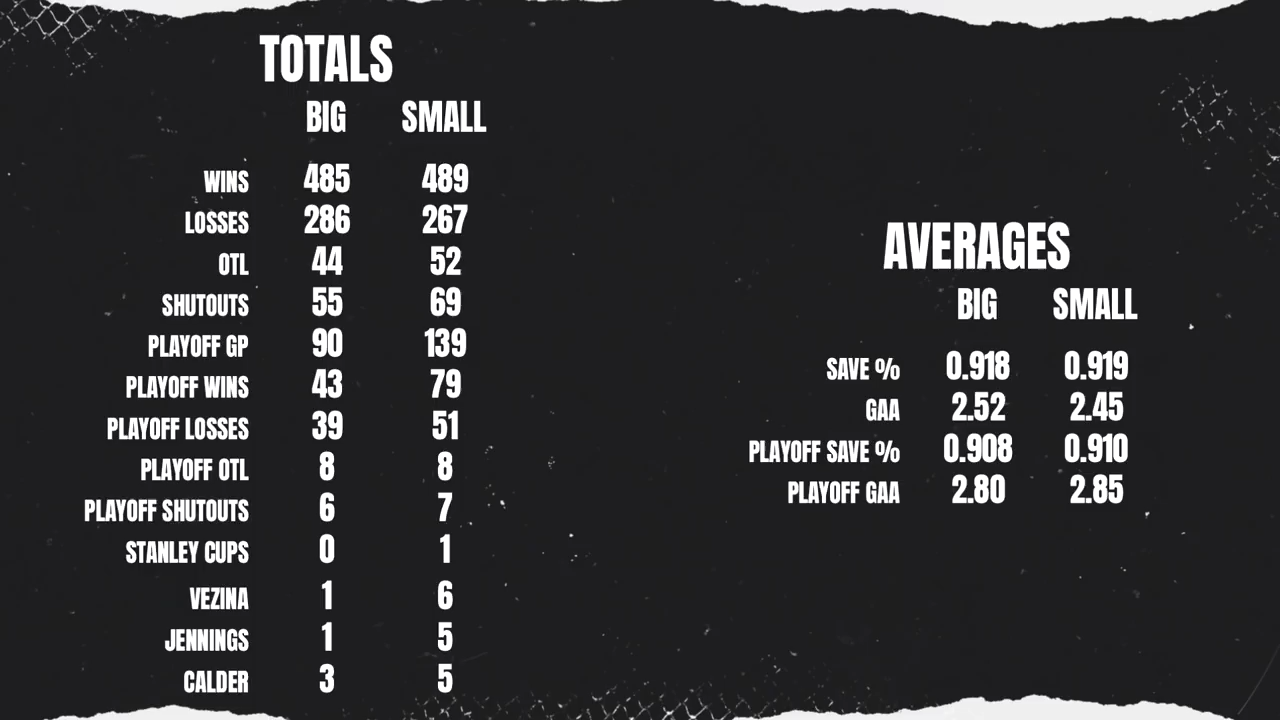 TOTALS
BIG SMALL
WINS 485 489
LOSSES 286 267
OTL 44 52
SHUTOUTS 55 69
PLAYOFF GP 90 139
PLAYOFF WINS 43 79
PLAYOFF LOSSES 39 51
PLAYOFF OTL 8 8
PLAYOFF SHUTOUTS 6 7
STANLEY CUPS 0 1
VEZINA 1 6
JENNINGS 1 5
CALDER 3 5
AVERAGES
BIG SMALL
SAVE % 0.918 0.919
GAA 2.52 2.45
PLAYOFF SAVE % 0.908 0.910
PLAYOFF GAA 2.80 2.85